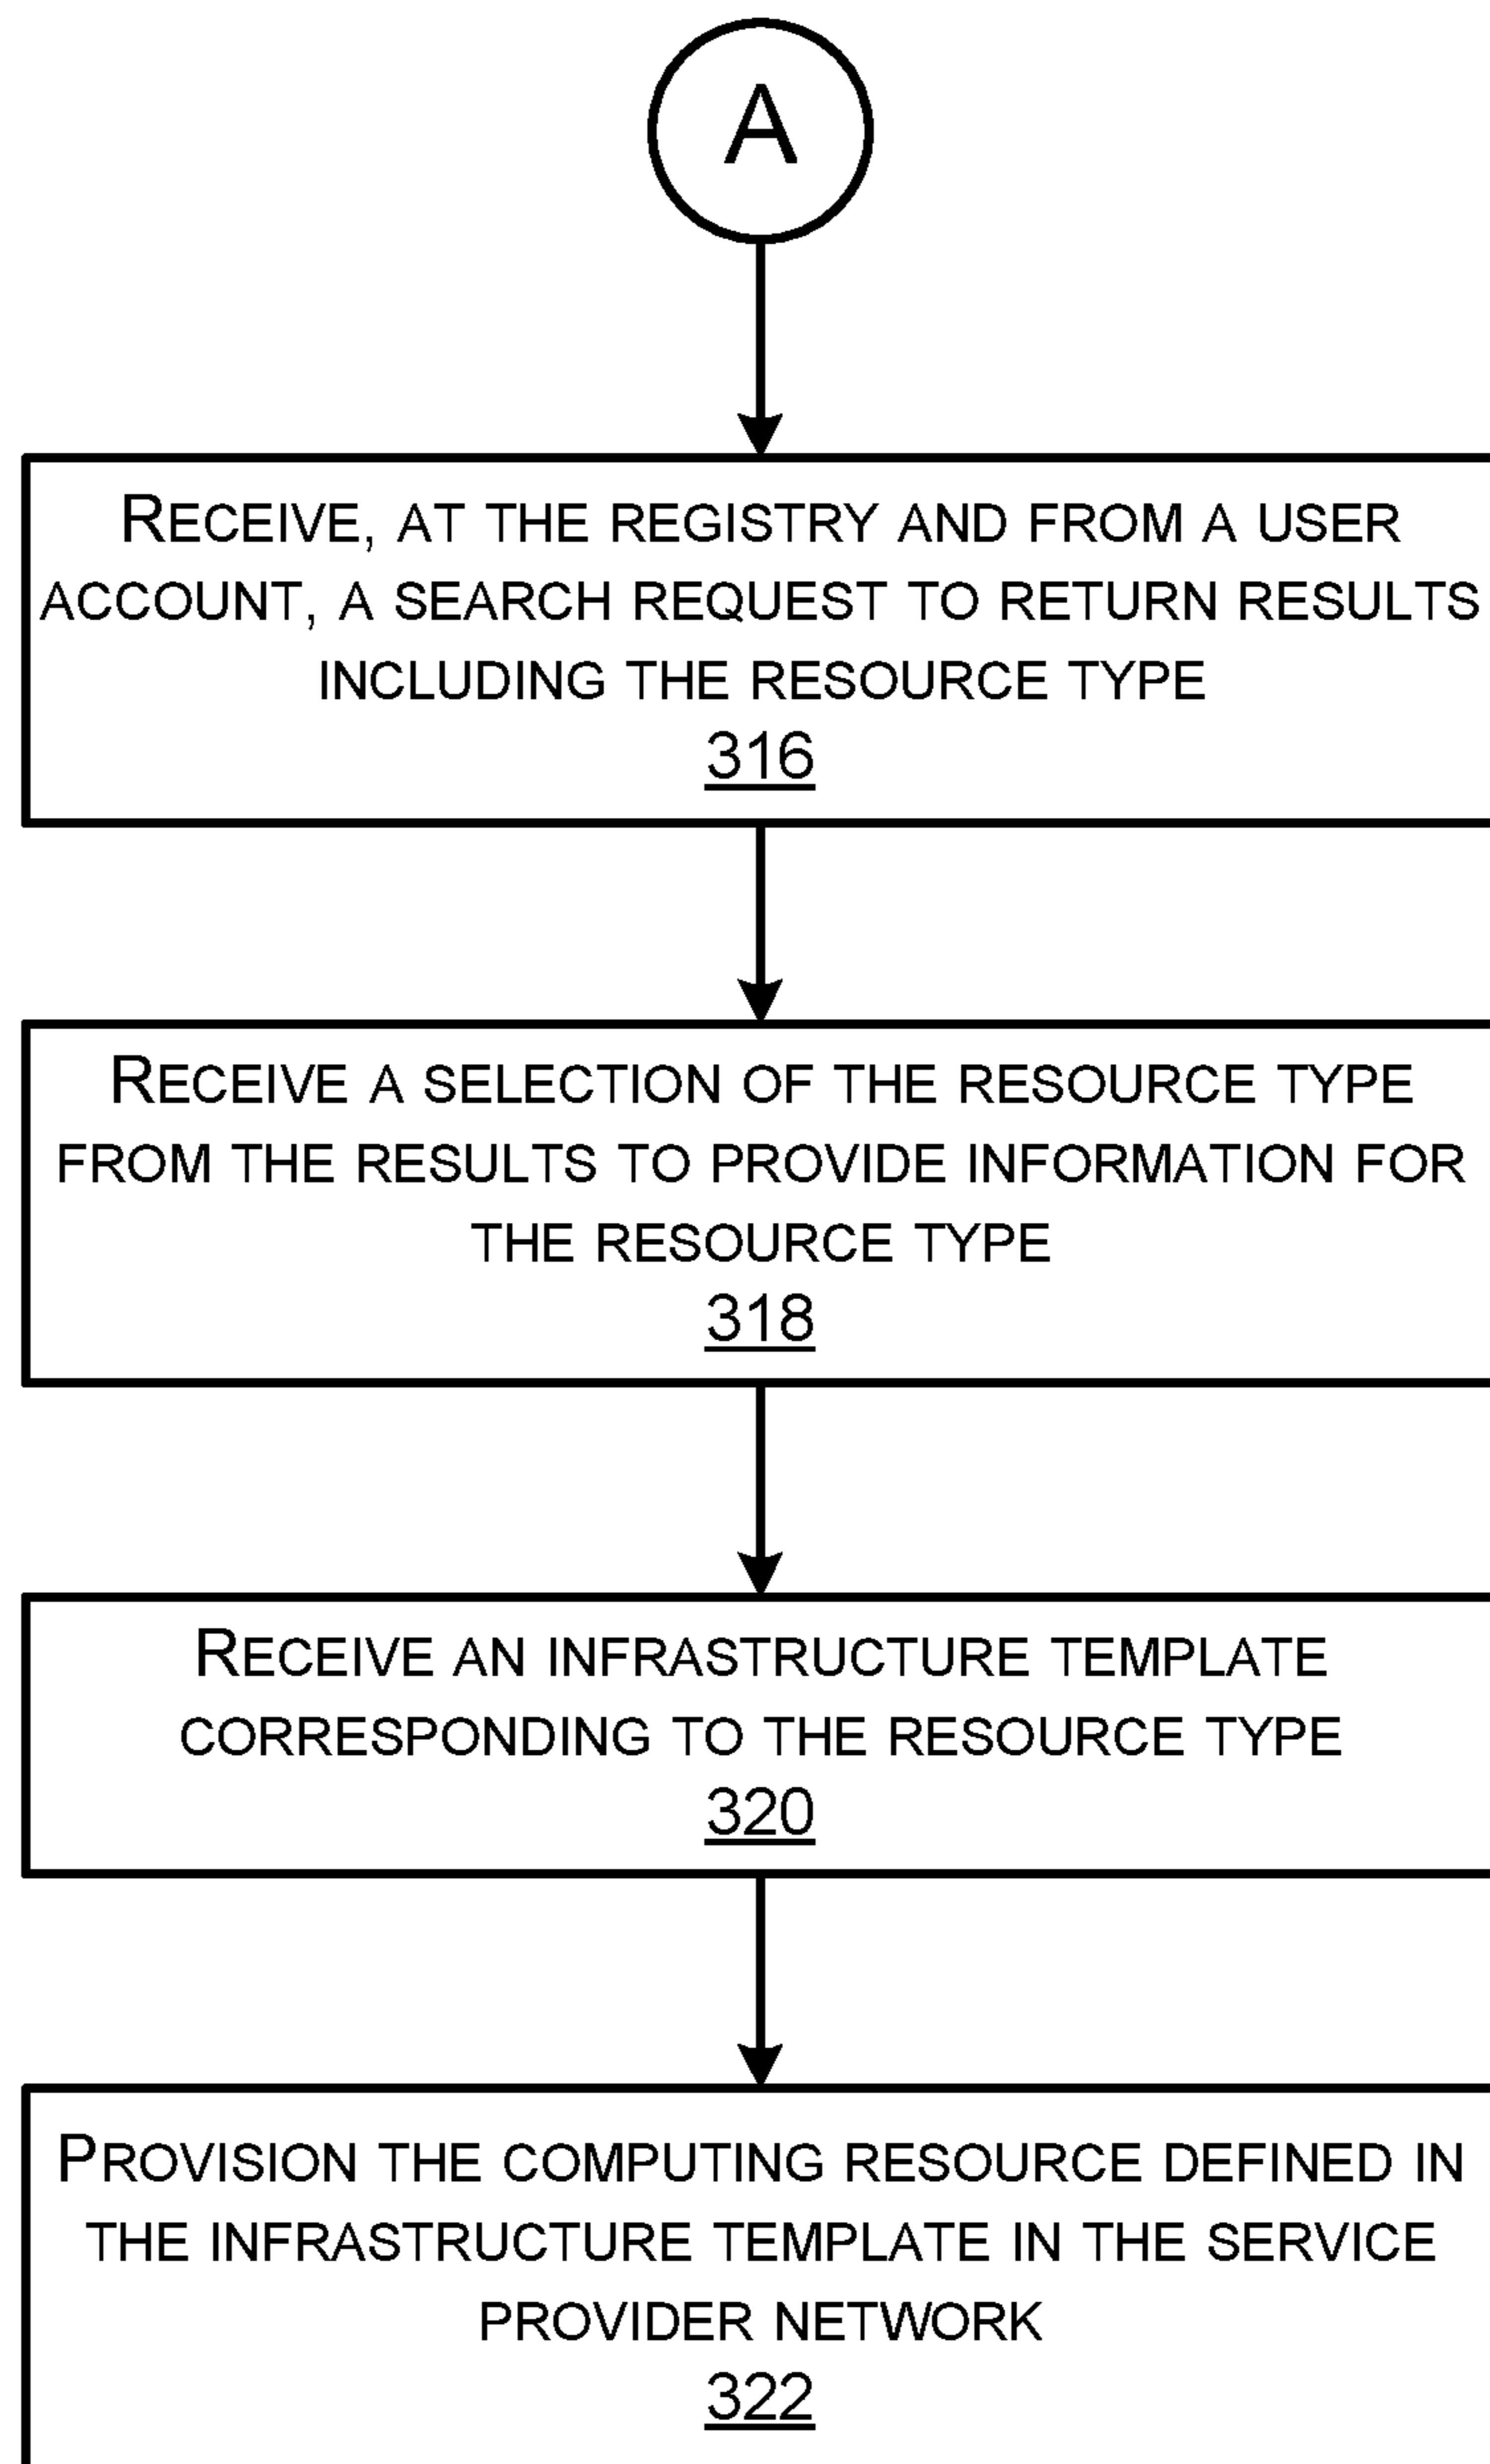 A
RECEIVE, AT THE REGISTRY AND FROM A USER
ACCOUNT, A SEARCH REQUEST TO RETURN RESULTS
INCLUDING THE RESOURCE TYPE
316
RECEIVE A SELECTION OF THE RESOURCE TYPE
FROM THE RESULTS TO PROVIDE INFORMATION FOR
THE RESOURCE TYPE
318
RECEIVE AN INFRASTRUCTURE TEMPLATE
CORRESPONDING TO THE RESOURCE TYPE
320
PROVISION THE COMPUTING RESOURCE DEFINED IN
THE INFRASTRUCTURE TEMPLATE IN THE SERVICE
PROVIDER NETWORK
322